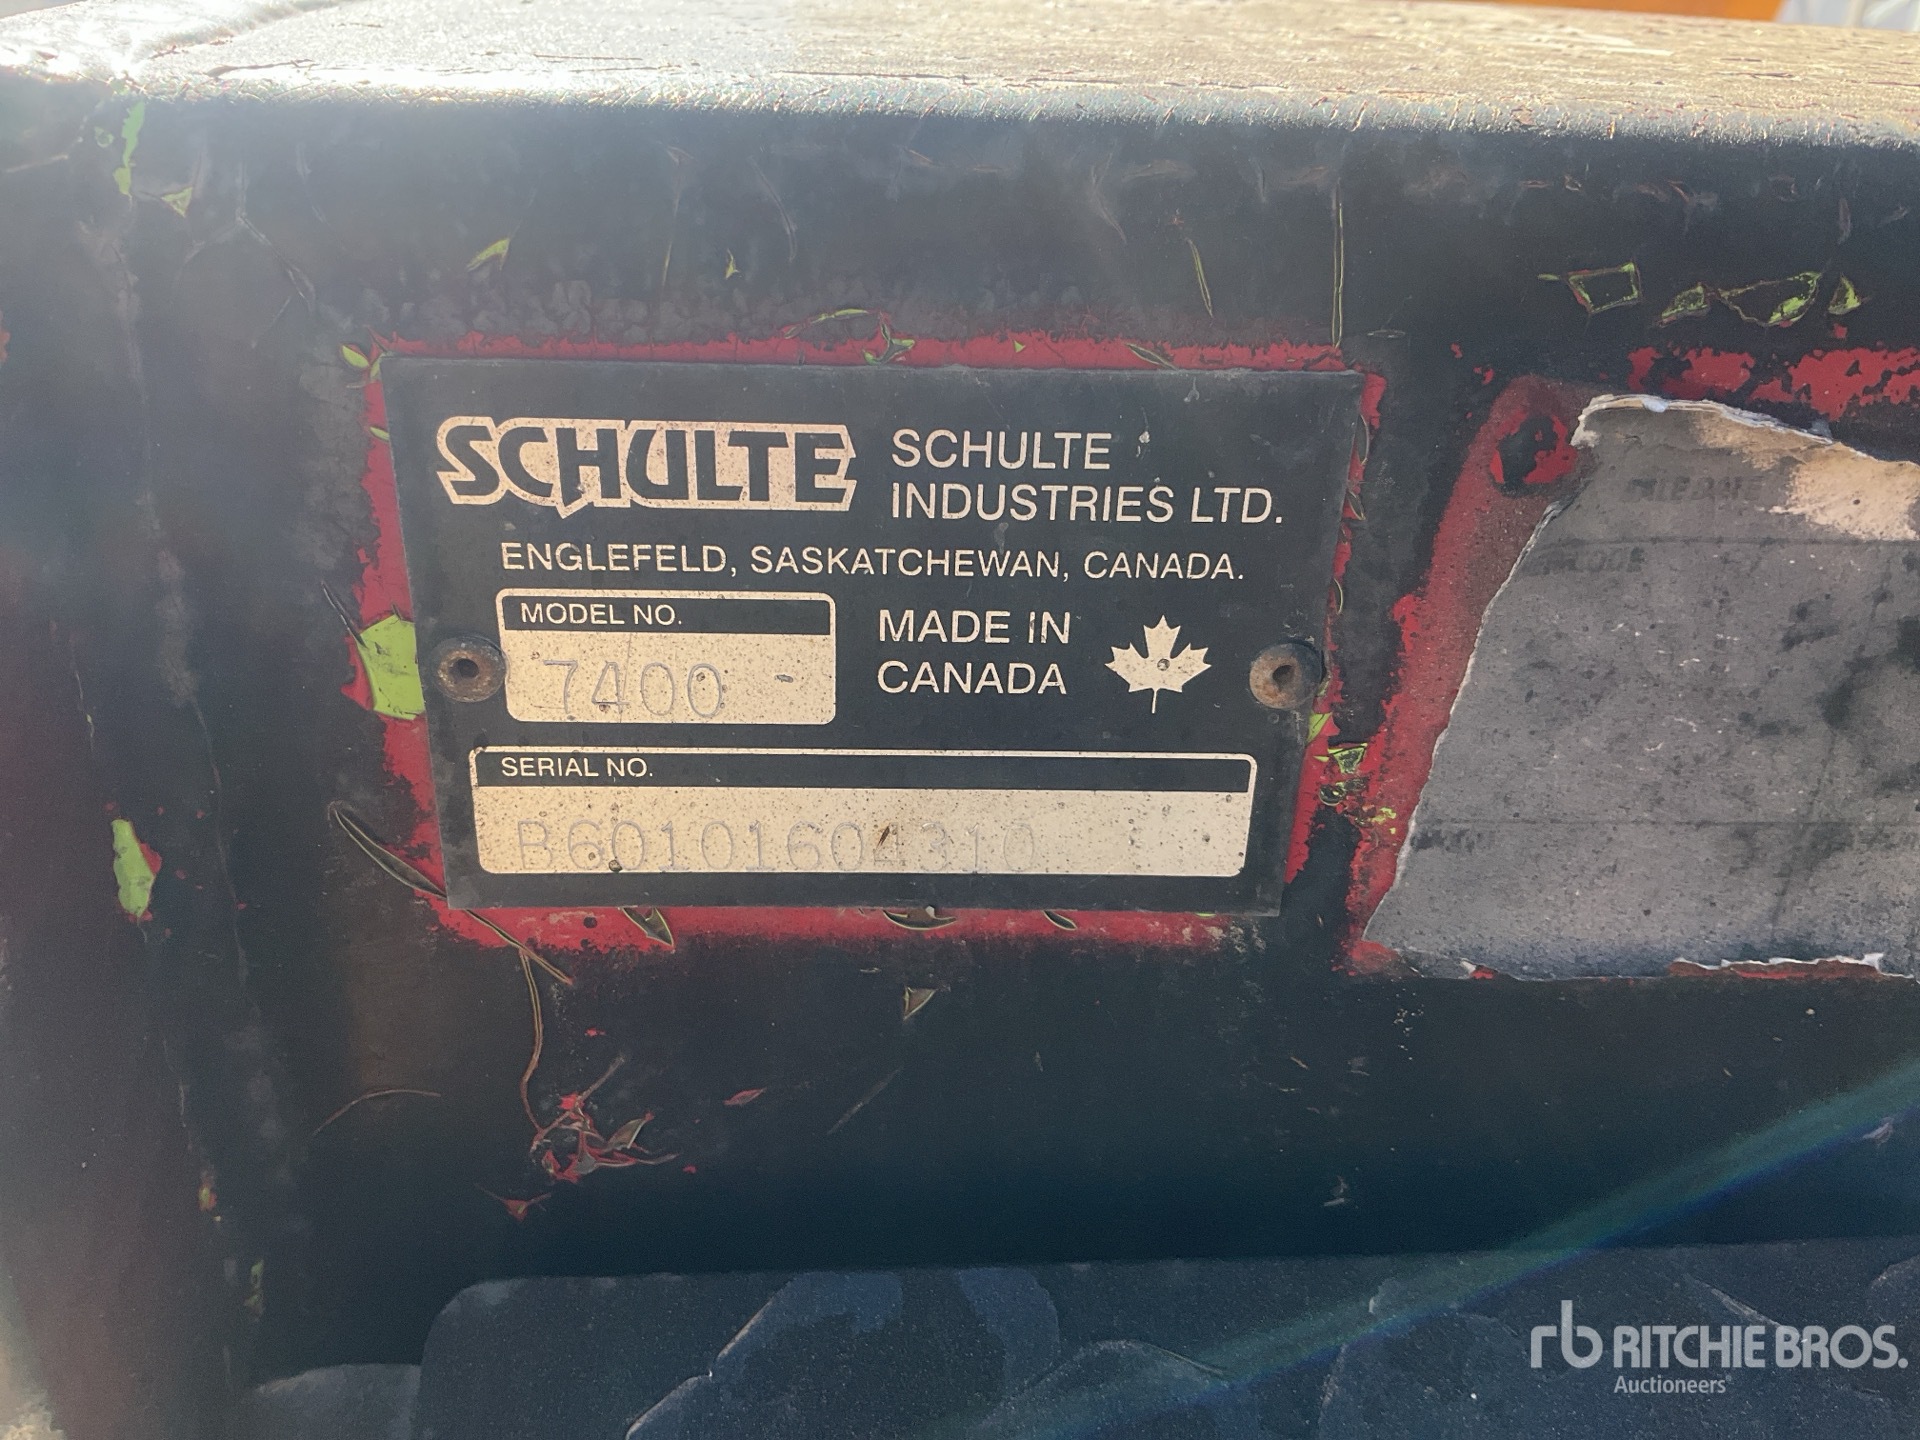 SCHULTE
SCHULTE
INDUSTRIES LTD.
ENGLEFELD, SASKATCHEWAN, CANADA.
MODEL NO.
7400 -
MADE IN
CANADA
SERIAL NO.
B60101604310
rb RITCHIE BROS.
Auctioneers